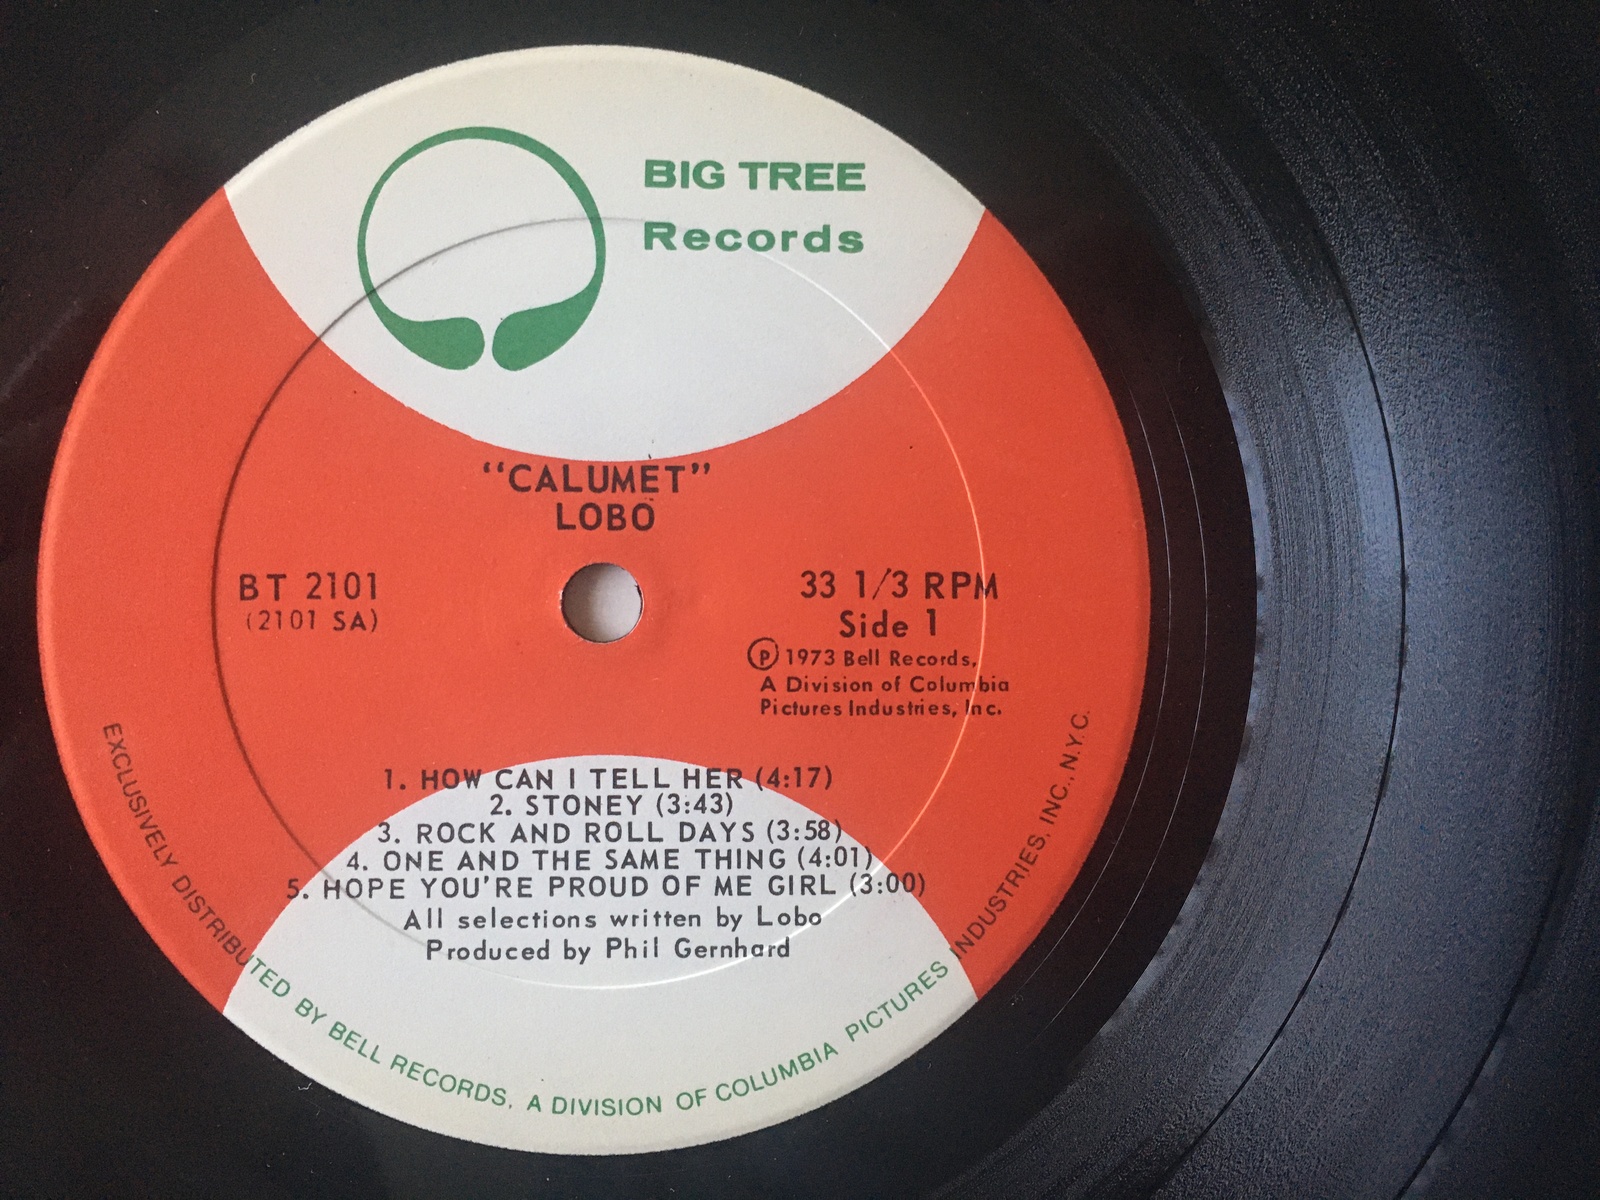 BIG TREE
Records
“CALUMET”
LOBO
BT 2101
(2101 SA)
33 1/3 RPM
Side 1
Ⓟ 1973 Bell Records,
A Division of Columbia
Pictures Industries, Inc.
1. HOW CAN I TELL HER (4:17)
2. STONEY (3:43)
3. ROCK AND ROLL DAYS (3:58)
4. ONE AND THE SAME THING (4:01)
5. HOPE YOU'RE PROUD OF ME GIRL (3:00)
All selections written by Lobo
Produced by Phil Gernhard
EXCLUSIVELY DISTRIBUTED BY BELL RECORDS, A DIVISION OF COLUMBIA PICTURES INDUSTRIES, INC., N.Y.C.